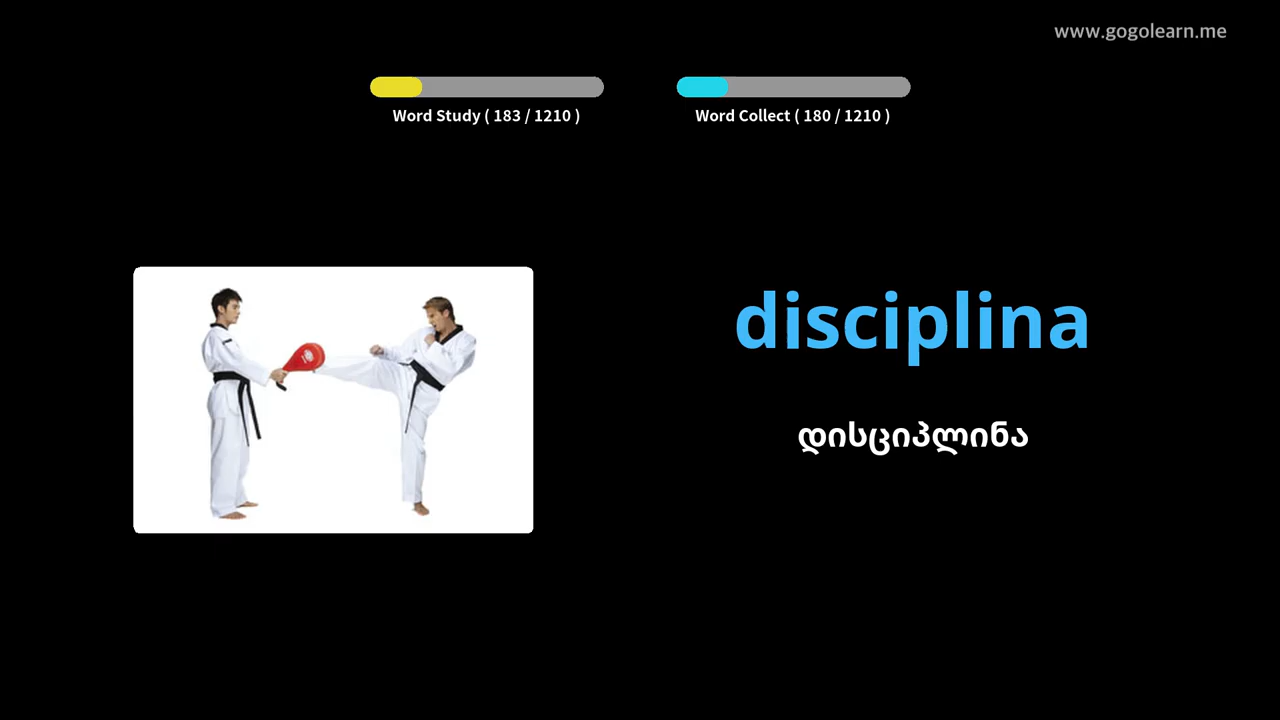 www.gogolearn.me
Word Study ( 183 / 1210 )
Word Collect ( 180 / 1210 )
disciplina
დისციპლინა